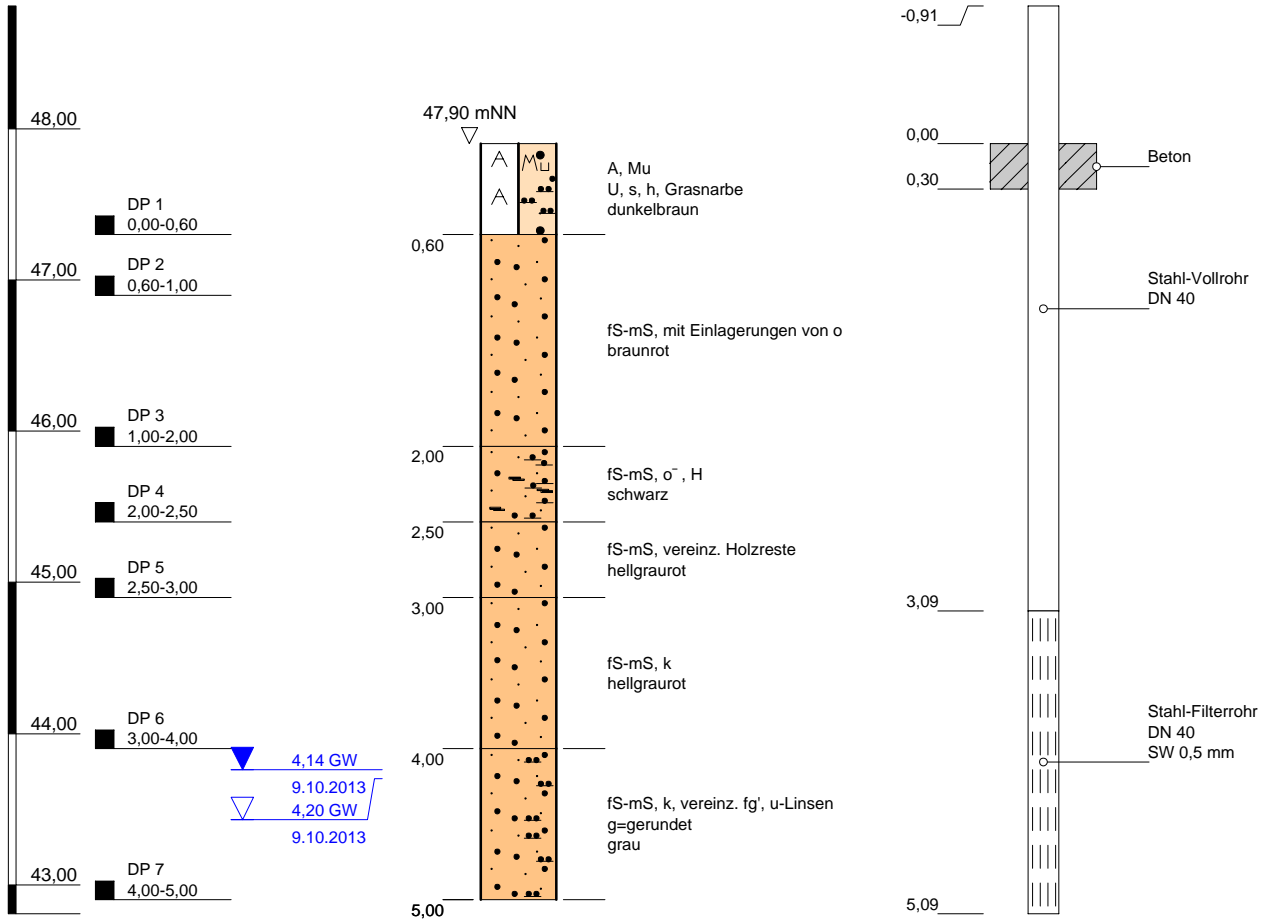 48,00
47,00
46,00
45,00
44,00
43,00
DP 1
0,00-0,60
DP 2
0,60-1,00
DP 3
1,00-2,00
DP 4
2,00-2,50
DP 5
2,50-3,00
DP 6
3,00-4,00
DP 7
4,00-5,00
4,14 GW
9.10.2013
4,20 GW
9.10.2013
47,90 mNN
A
Mu
A
0,60
2,00
2,50
3,00
4,00
5,00
A, Mu
U, s, h, Grasnarbe
dunkelbraun
fS-mS, mit Einlagerungen von o
braunrot
fS-mS, o¯ , H
schwarz
fS-mS, vereinz. Holzreste
hellgraurot
fS-mS, k
hellgraurot
fS-mS, k, vereinz. fg', u-Linsen
g=gerundet
grau
-0,91
0,00
0,30
3,09
5,09
Beton
Stahl-Vollrohr
DN 40
Stahl-Filterrohr
DN 40
SW 0,5 mm